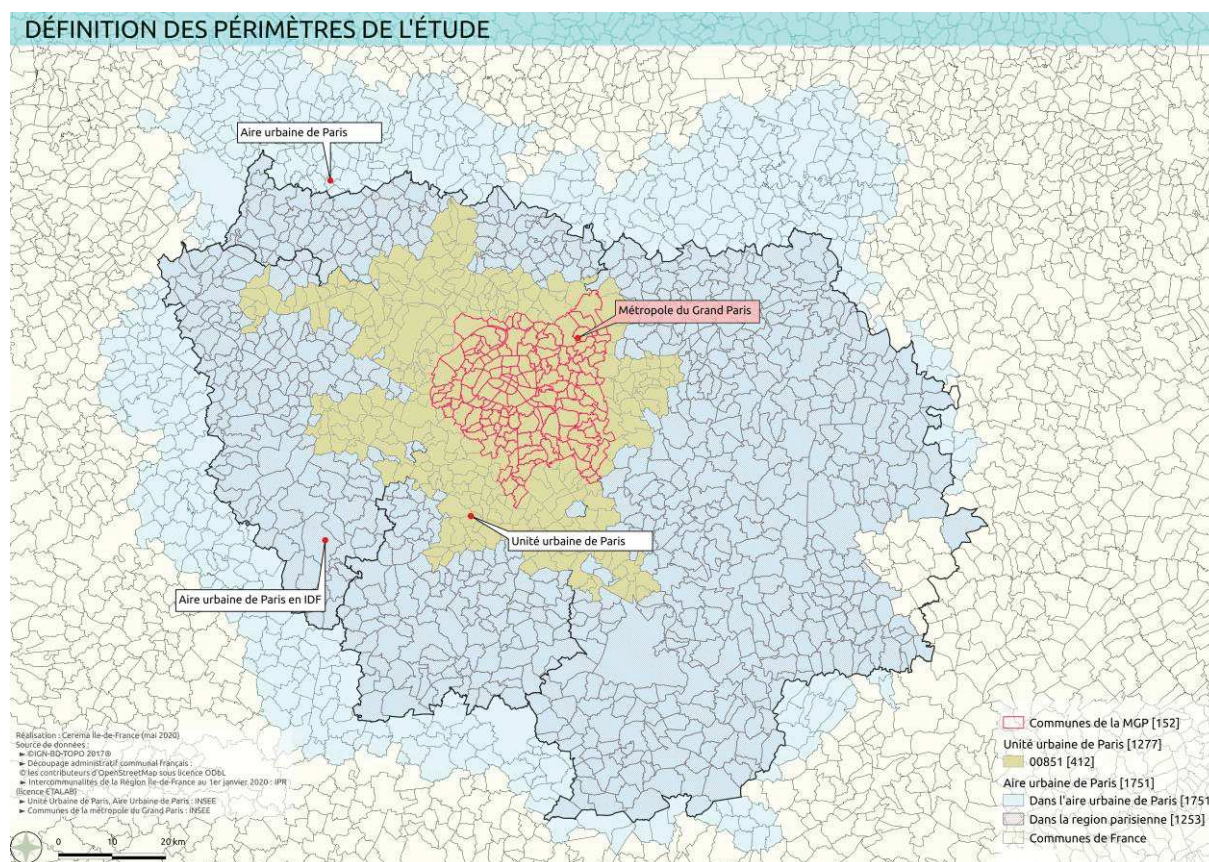 DÉFINITION DES PÉRIMÈTRES DE L'ÉTUDE
Aire urbaine de Paris
Métropole du Grand Paris
Unité urbaine de Paris
Aire urbaine de Paris en IDF
Réalisation : Cerema Ile-de-France (mai 2020)
Source de données :
► ©IGN-BD-TOPO 2017®
► Découpage administratif communal français :
© les contributeurs d'OpenStreetMap sous licence ODbL
► Intercommunalites de la Région Ile-de-France au 1er janvier 2020 : IPR
(licence ETALAB)
► Unité Urbaine de Paris, Aire Urbaine de Paris : INSEE
► Communes de la métropole du Grand Paris : INSEE
0 10 20 km
Communes de la MGP [152]
Unité urbaine de Paris [1277]
00851 [412]
Aire urbaine de Paris [1751]
Dans l'aire urbaine de Paris [1751]
Dans la region parisienne [1253]
Communes de France